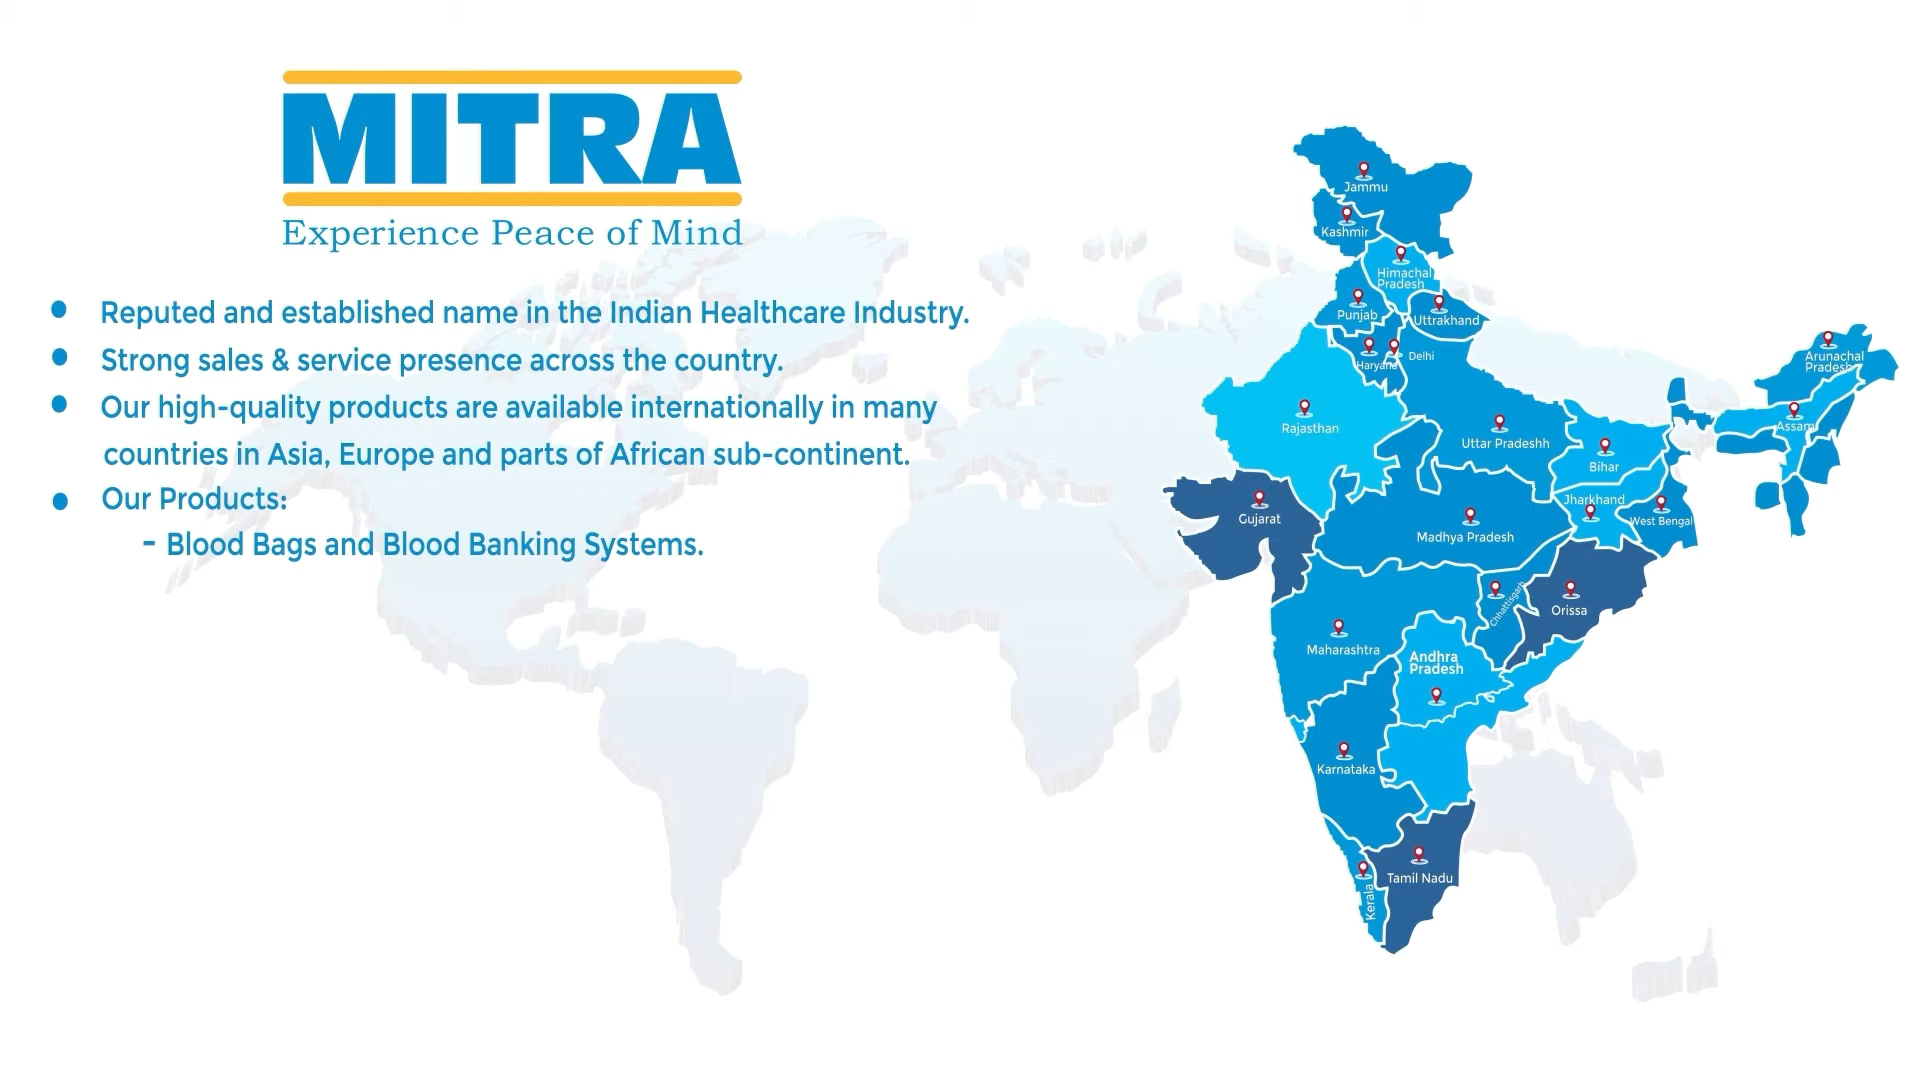 MITRA
Experience Peace of Mind
• Reputed and established name in the Indian Healthcare Industry.
• Strong sales & service presence across the country.
• Our high-quality products are available internationally in many
countries in Asia, Europe and parts of African sub-continent.
• Our Products:
- Blood Bags and Blood Banking Systems.
Jammu
Kashmir
Himachal
Pradesh
Punjab
Uttrakhand
Haryana
Delhi
Arunachal
Pradesh
Assam
Rajasthan
Uttar Pradeshh
Bihar
Jharkhand
West Bengal
Gujarat
Madhya Pradesh
Chhattisgarh
Orissa
Maharashtra
Andhra
Pradesh
Karnataka
Kerala
Tamil Nadu